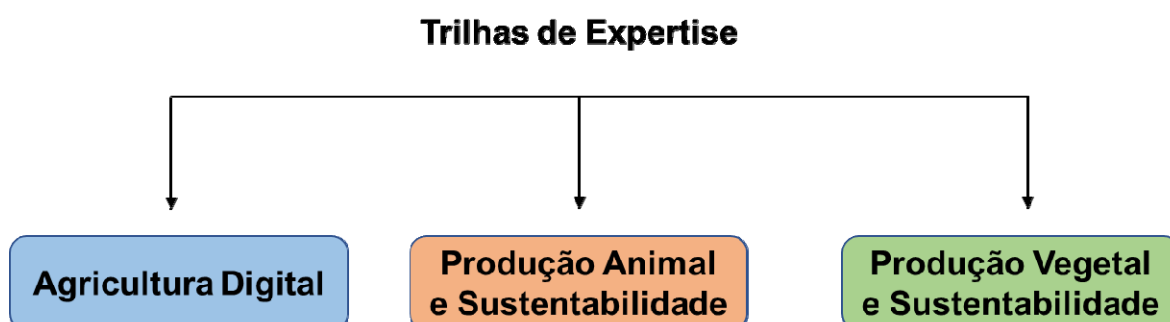 Trilhas de Expertise
Agricultura Digital
Produção Animal
e Sustentabilidade
Produção Vegetal
e Sustentabilidade